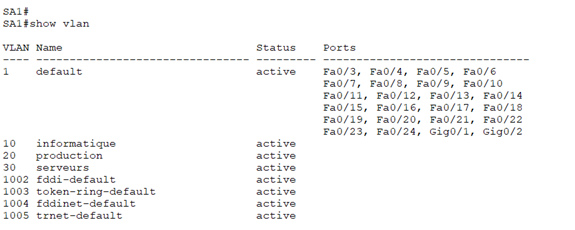 SA1#
SA1#show vlan
VLAN Name                             Status    Ports
---- -------------------------------- --------- -------------------------------
1    default                          active    Fa0/3, Fa0/4, Fa0/5, Fa0/6
                                                Fa0/7, Fa0/8, Fa0/9, Fa0/10
                                                Fa0/11, Fa0/12, Fa0/13, Fa0/14
                                                Fa0/15, Fa0/16, Fa0/17, Fa0/18
                                                Fa0/19, Fa0/20, Fa0/21, Fa0/22
                                                Fa0/23, Fa0/24, Gig0/1, Gig0/2
10   informatique                     active
20   production                       active
30   serveurs                         active
1002 fddi-default                     active
1003 token-ring-default               active
1004 fddinet-default                  active
1005 trnet-default                    active